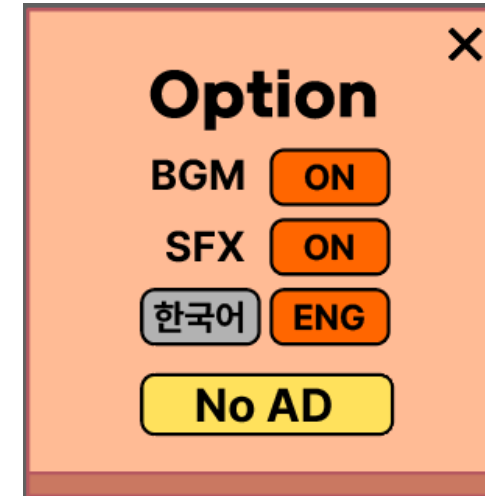 Option
BGM ON
SFX ON
한국어 ENG
No AD